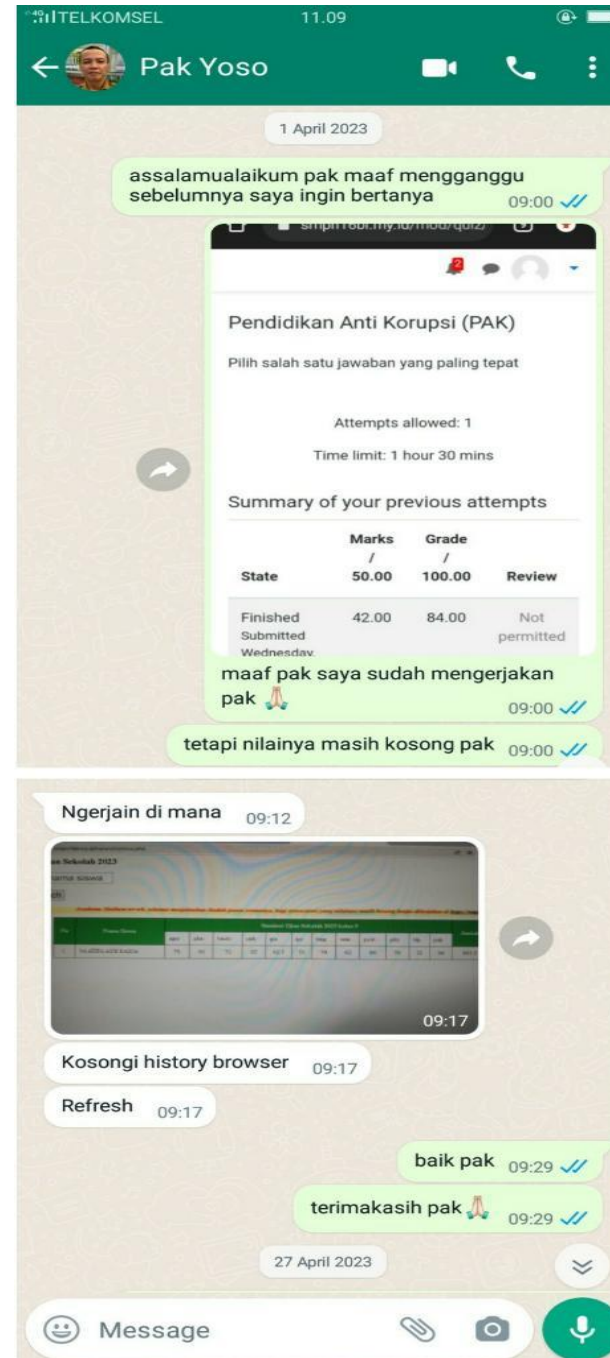 TELKOMSEL 11.09
Pak Yoso
1 April 2023
assalamualaikum pak maaf mengganggu
sebelumnya saya ingin bertanya 09:00
Pendidikan Anti Korupsi (PAK)
Pilih salah satu jawaban yang paling tepat
Attempts allowed: 1
Time limit: 1 hour 30 mins
Summary of your previous attempts
Marks Grade
/ /
State 50.00 100.00 Review
Finished 42.00 84.00 Not
Submitted permitted
Wednesday,
maaf pak saya sudah mengerjakan
pak 🙏🏻 09:00
tetapi nilainya masih kosong pak 09:00
Ngerjain di mana 09:12
Sekolah 2023
09:17
Kosongi history browser 09:17
Refresh 09:17
baik pak 09:29
terimakasih pak 🙏🏻 09:29
27 April 2023
Message